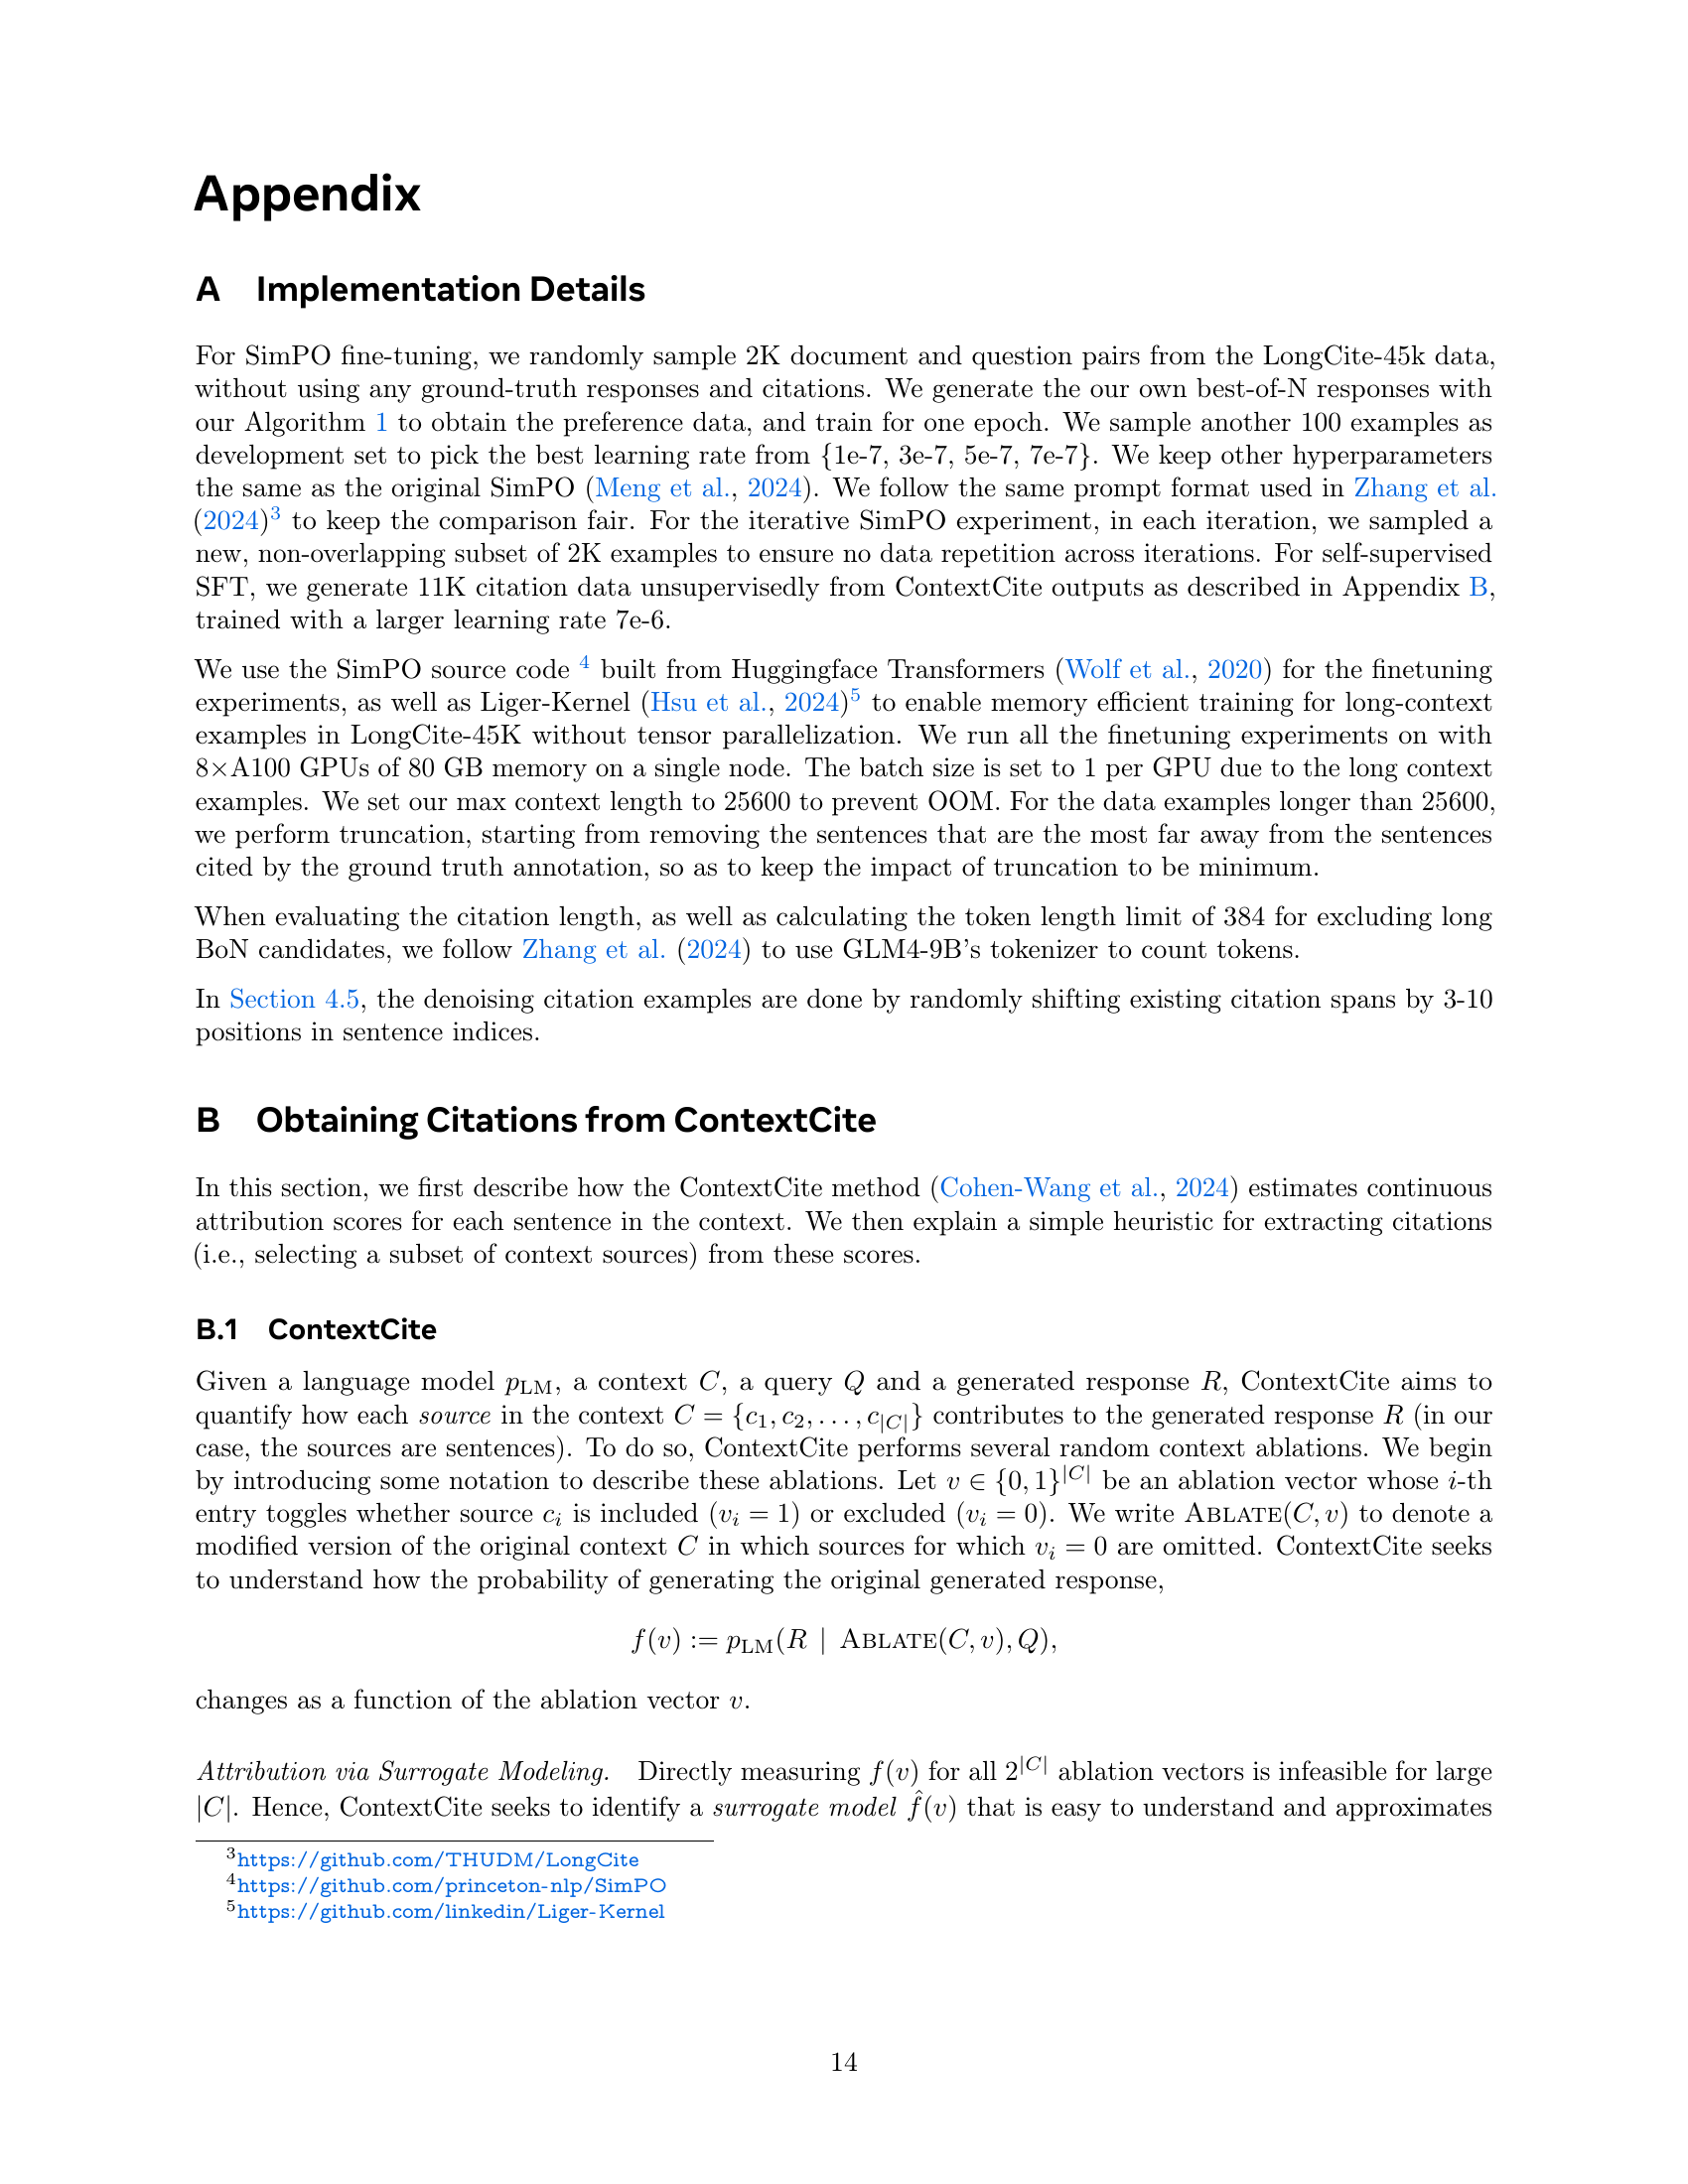 Appendix
A Implementation Details
For SimPO fine-tuning, we randomly sample 2K document and question pairs from the LongCite-45k data,
without using any ground-truth responses and citations. We generate the our own best-of-N responses with
our Algorithm 1 to obtain the preference data, and train for one epoch. We sample another 100 examples as
development set to pick the best learning rate from {1e-7, 3e-7, 5e-7, 7e-7}. We keep other hyperparameters
the same as the original SimPO (Meng et al., 2024). We follow the same prompt format used in Zhang et al.
(2024)³ to keep the comparison fair. For the iterative SimPO experiment, in each iteration, we sampled a
new, non-overlapping subset of 2K examples to ensure no data repetition across iterations. For self-supervised
SFT, we generate 11K citation data unsupervisedly from ContextCite outputs as described in Appendix B,
trained with a larger learning rate 7e-6.
We use the SimPO source code ⁴ built from Huggingface Transformers (Wolf et al., 2020) for the finetuning
experiments, as well as Liger-Kernel (Hsu et al., 2024)⁵ to enable memory efficient training for long-context
examples in LongCite-45K without tensor parallelization. We run all the finetuning experiments on with
8×A100 GPUs of 80 GB memory on a single node. The batch size is set to 1 per GPU due to the long context
examples. We set our max context length to 25600 to prevent OOM. For the data examples longer than 25600,
we perform truncation, starting from removing the sentences that are the most far away from the sentences
cited by the ground truth annotation, so as to keep the impact of truncation to be minimum.
When evaluating the citation length, as well as calculating the token length limit of 384 for excluding long
BoN candidates, we follow Zhang et al. (2024) to use GLM4-9B's tokenizer to count tokens.
In Section 4.5, the denoising citation examples are done by randomly shifting existing citation spans by 3-10
positions in sentence indices.
B Obtaining Citations from ContextCite
In this section, we first describe how the ContextCite method (Cohen-Wang et al., 2024) estimates continuous
attribution scores for each sentence in the context. We then explain a simple heuristic for extracting citations
(i.e., selecting a subset of context sources) from these scores.
B.1 ContextCite
Given a language model p_LM, a context C, a query Q and a generated response R, ContextCite aims to
quantify how each source in the context C = {c₁, c₂, . . . , c_|C|} contributes to the generated response R (in our
case, the sources are sentences). To do so, ContextCite performs several random context ablations. We begin
by introducing some notation to describe these ablations. Let v ∈ {0, 1}^|C| be an ablation vector whose i-th
entry toggles whether source c_i is included (v_i = 1) or excluded (v_i = 0). We write ABLATE(C, v) to denote a
modified version of the original context C in which sources for which v_i = 0 are omitted. ContextCite seeks
to understand how the probability of generating the original generated response,
f(v) := p_LM(R | ABLATE(C, v), Q),
changes as a function of the ablation vector v.
Attribution via Surrogate Modeling. Directly measuring f(v) for all 2^|C| ablation vectors is infeasible for large
|C|. Hence, ContextCite seeks to identify a surrogate model f̂(v) that is easy to understand and approximates
³https://github.com/THUDM/LongCite
⁴https://github.com/princeton-nlp/SimPO
⁵https://github.com/linkedin/Liger-Kernel
14